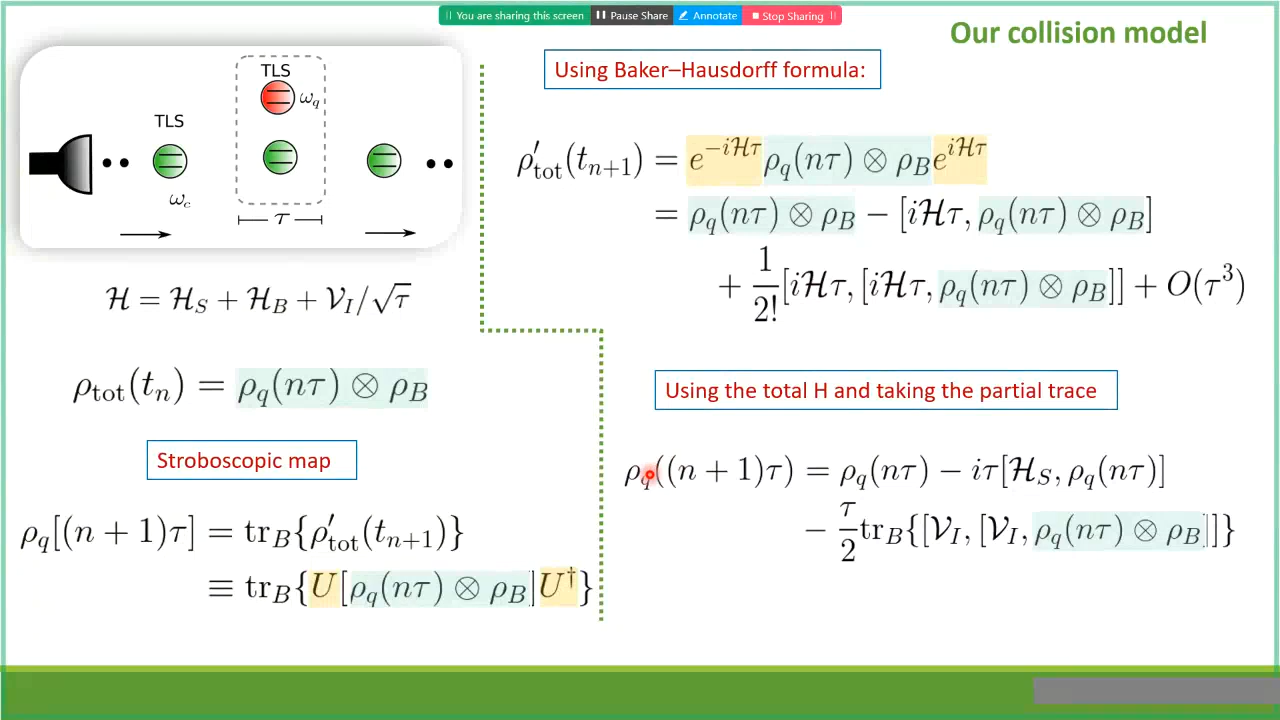 You are sharing this screen
Pause Share
Annotate
Stop Sharing
Our collision model
TLS
ω_q
TLS
ω_c
τ
ℋ = ℋ_S + ℋ_B + 𝒱_I/√τ
ρ_tot(t_n) = ρ_q(nτ) ⊗ ρ_B
Stroboscopic map
ρ_q[(n + 1)τ] = tr_B{ρ′_tot(t_{n+1})}
≡ tr_B{U[ρ_q(nτ) ⊗ ρ_B]U†}
Using Baker–Hausdorff formula:
ρ′_tot(t_{n+1}) = e^{−iℋτ} ρ_q(nτ) ⊗ ρ_B e^{iℋτ}
= ρ_q(nτ) ⊗ ρ_B − [iℋτ, ρ_q(nτ) ⊗ ρ_B]
+ 1/2! [iℋτ, [iℋτ, ρ_q(nτ) ⊗ ρ_B]] + O(τ³)
Using the total H and taking the partial trace
ρ_q((n + 1)τ) = ρ_q(nτ) − iτ[ℋ_S, ρ_q(nτ)]
− τ/2 tr_B{[𝒱_I, [𝒱_I, ρ_q(nτ) ⊗ ρ_B]]}